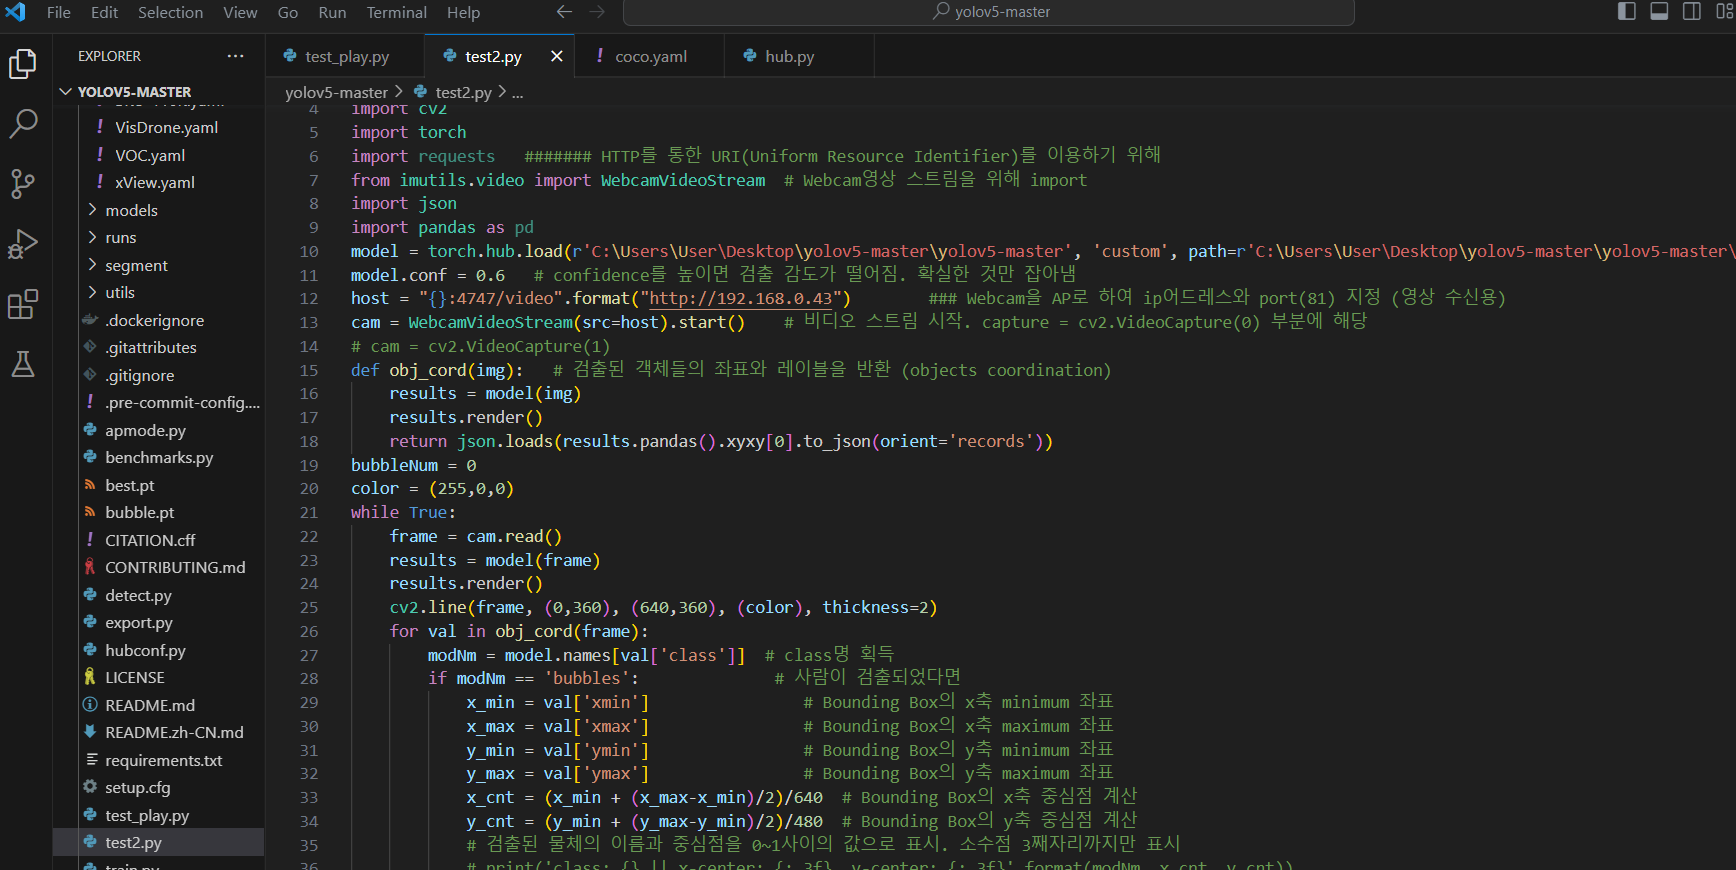 File Edit Selection View Go Run Terminal Help
yolov5-master
EXPLORER ...
test_play.py
test2.py
! coco.yaml
hub.py
YOLOV5-MASTER
yolov5-master > test2.py > ...
! VisDrone.yaml
! VOC.yaml
! xView.yaml
> models
> runs
> segment
> utils
.dockerignore
.gitattributes
.gitignore
! .pre-commit-config....
apmode.py
benchmarks.py
best.pt
bubble.pt
! CITATION.cff
CONTRIBUTING.md
detect.py
export.py
hubconf.py
LICENSE
README.md
README.zh-CN.md
requirements.txt
setup.cfg
test_play.py
test2.py
train.py
4 import cv2
5 import torch
6 import requests ####### HTTP를 통한 URI(Uniform Resource Identifier)를 이용하기 위해
7 from imutils.video import WebcamVideoStream # Webcam영상 스트림을 위해 import
8 import json
9 import pandas as pd
10 model = torch.hub.load(r'C:\Users\User\Desktop\yolov5-master\yolov5-master', 'custom', path=r'C:\Users\User\Desktop\yolov5-master\yolov5-master\
11 model.conf = 0.6 # confidence를 높이면 검출 감도가 떨어짐. 확실한 것만 잡아냄
12 host = "{}:4747/video".format("http://192.168.0.43") ### Webcam을 AP로 하여 ip어드레스와 port(81) 지정 (영상 수신용)
13 cam = WebcamVideoStream(src=host).start() # 비디오 스트림 시작. capture = cv2.VideoCapture(0) 부분에 해당
14 # cam = cv2.VideoCapture(1)
15 def obj_cord(img): # 검출된 객체들의 좌표와 레이블을 반환 (objects coordination)
16 results = model(img)
17 results.render()
18 return json.loads(results.pandas().xyxy[0].to_json(orient='records'))
19 bubbleNum = 0
20 color = (255,0,0)
21 while True:
22 frame = cam.read()
23 results = model(frame)
24 results.render()
25 cv2.line(frame, (0,360), (640,360), (color), thickness=2)
26 for val in obj_cord(frame):
27 modNm = model.names[val['class']] # class명 획득
28 if modNm == 'bubbles': # 사람이 검출되었다면
29 x_min = val['xmin'] # Bounding Box의 x축 minimum 좌표
30 x_max = val['xmax'] # Bounding Box의 x축 maximum 좌표
31 y_min = val['ymin'] # Bounding Box의 y축 minimum 좌표
32 y_max = val['ymax'] # Bounding Box의 y축 maximum 좌표
33 x_cnt = (x_min + (x_max-x_min)/2)/640 # Bounding Box의 x축 중심점 계산
34 y_cnt = (y_min + (y_max-y_min)/2)/480 # Bounding Box의 y축 중심점 계산
35 # 검출된 물체의 이름과 중심점을 0~1사이의 값으로 표시. 소수점 3째자리까지만 표시
36 # print('class: {} || x-center: {:.3f}, y-center: {:.3f}'.format(modNm, x_cnt, y_cnt))